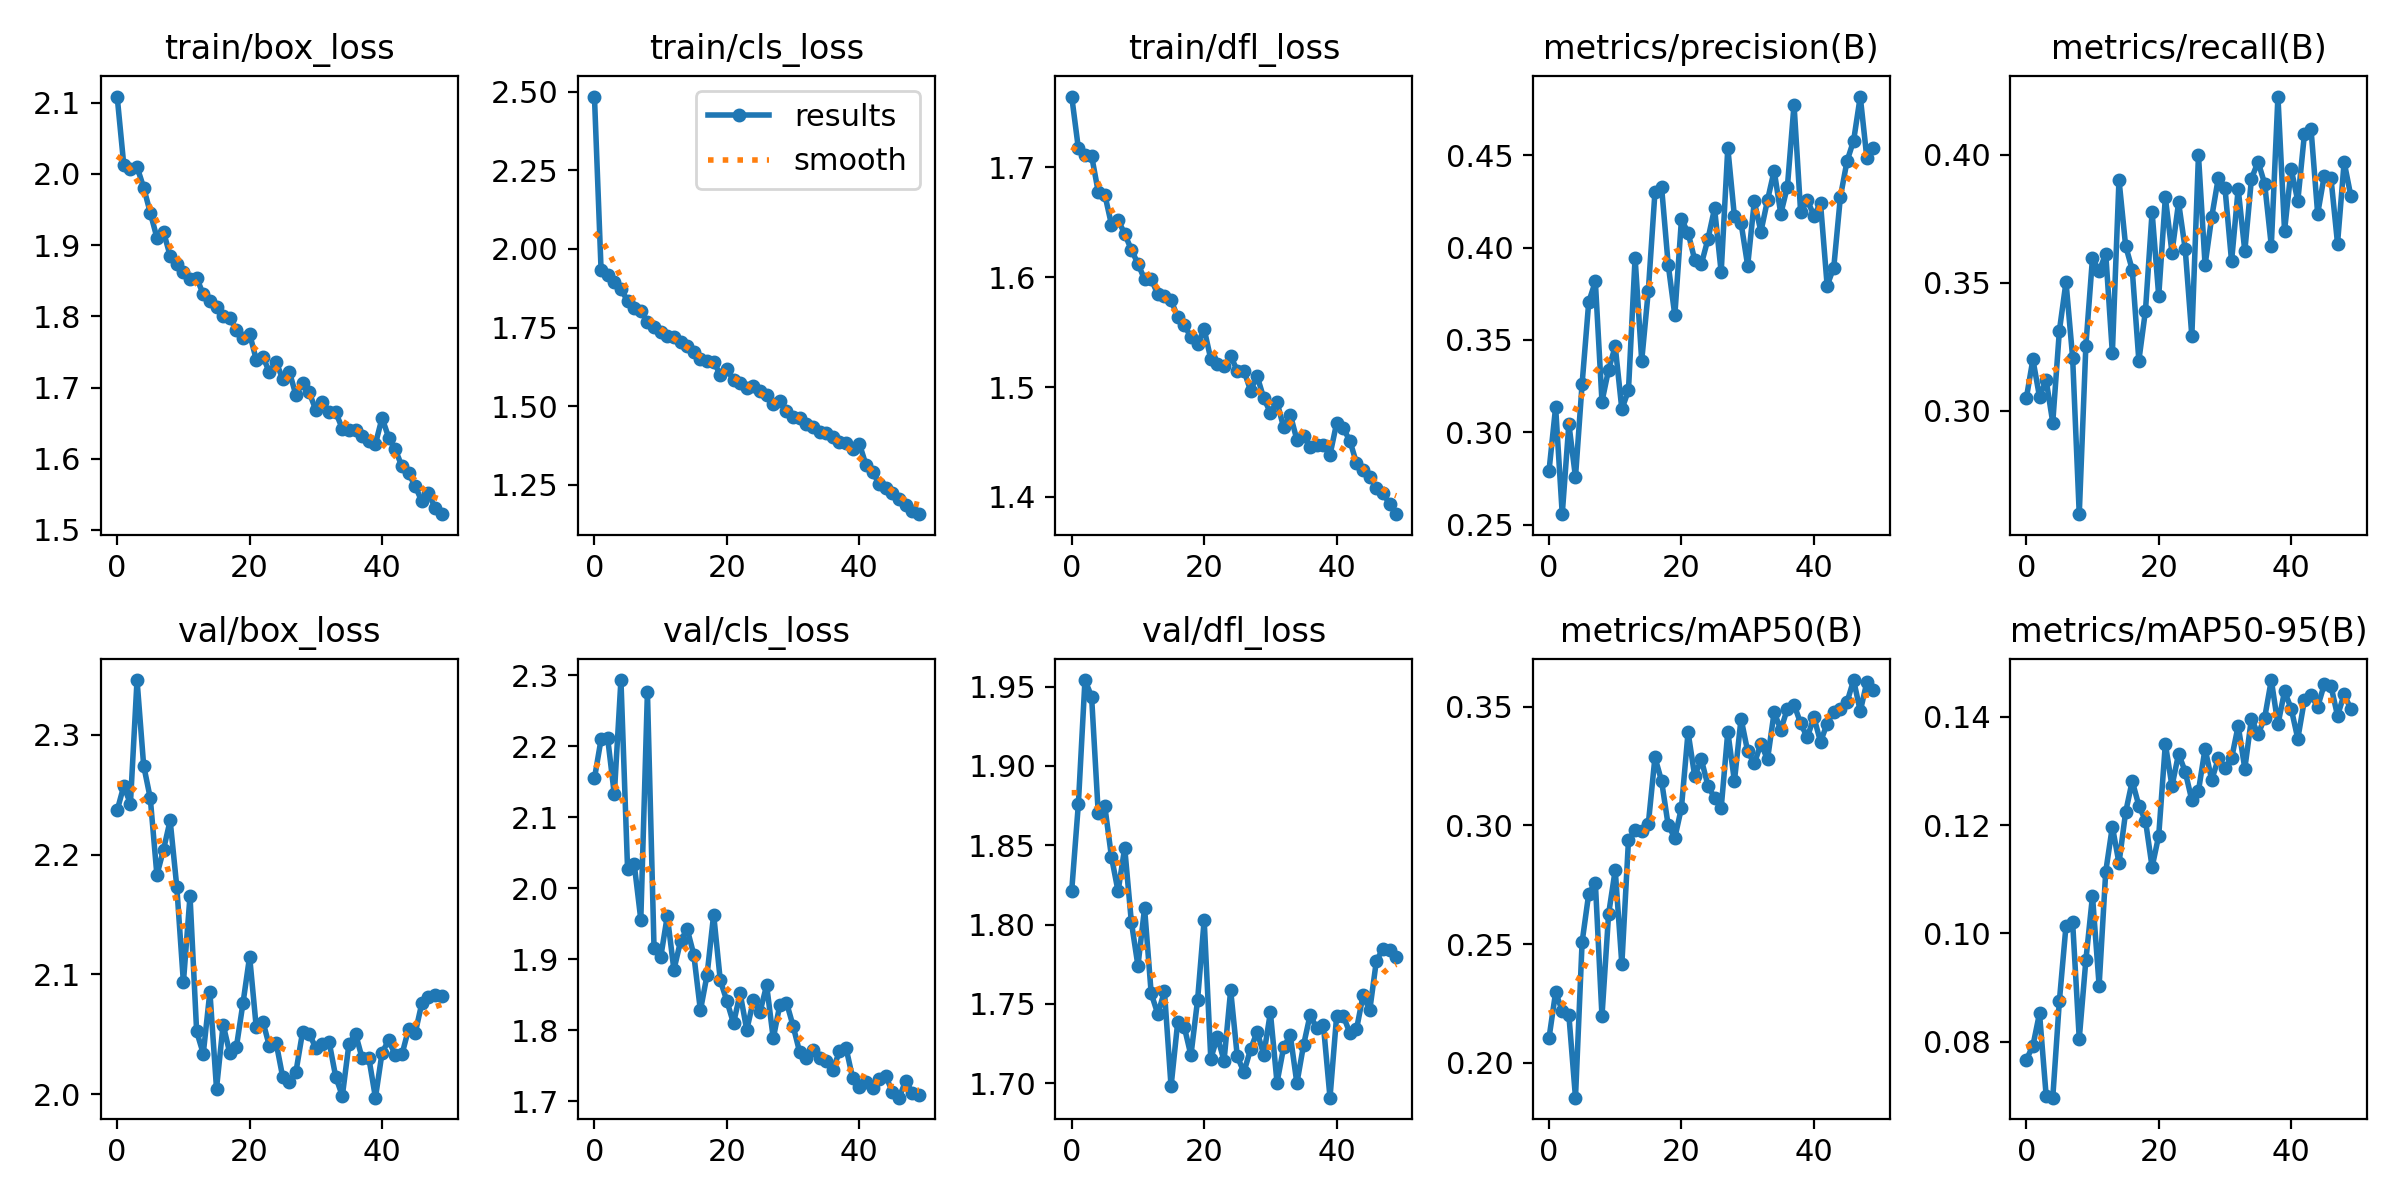 train/box_loss
2.1
2.0
1.9
1.8
1.7
1.6
1.5
0 20 40
train/cls_loss
results
smooth
2.50
2.25
2.00
1.75
1.50
1.25
0 20 40
train/dfl_loss
1.7
1.6
1.5
1.4
0 20 40
metrics/precision(B)
0.45
0.40
0.35
0.30
0.25
0 20 40
metrics/recall(B)
0.40
0.35
0.30
0 20 40
val/box_loss
2.3
2.2
2.1
2.0
0 20 40
val/cls_loss
2.3
2.2
2.1
2.0
1.9
1.8
1.7
0 20 40
val/dfl_loss
1.95
1.90
1.85
1.80
1.75
1.70
0 20 40
metrics/mAP50(B)
0.35
0.30
0.25
0.20
0 20 40
metrics/mAP50-95(B)
0.14
0.12
0.10
0.08
0 20 40